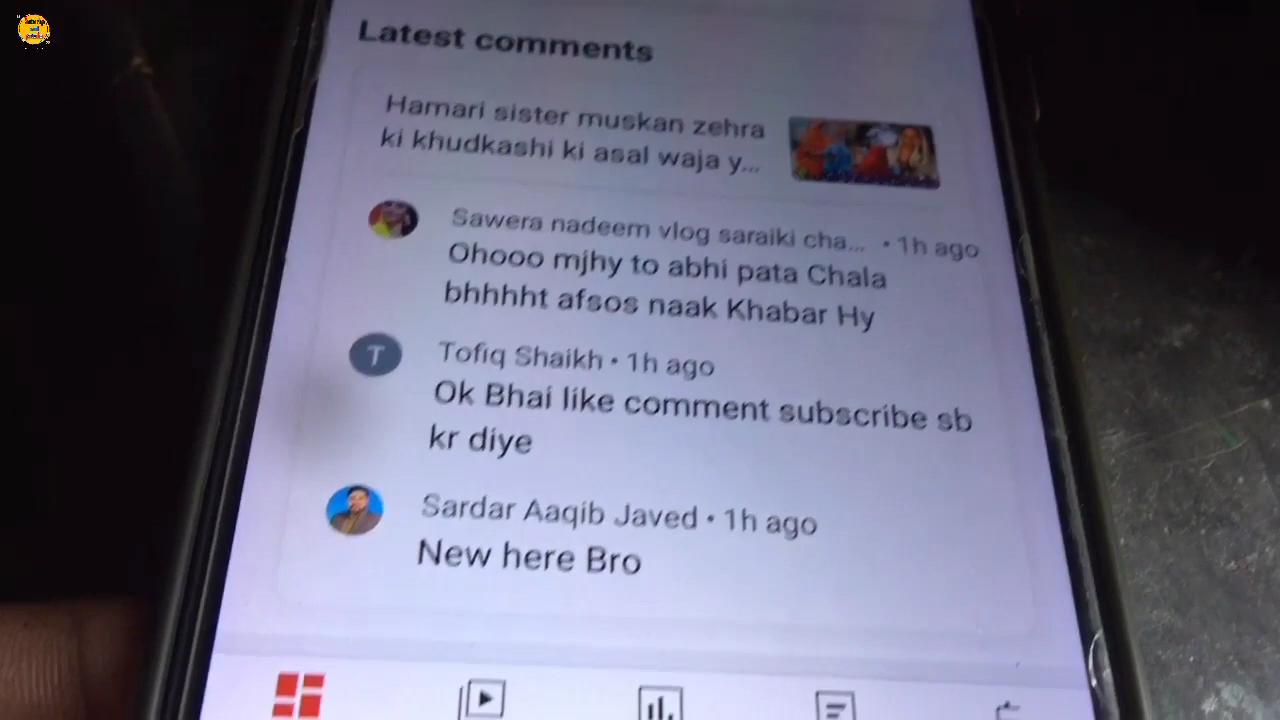 Latest comments
Hamari sister muskan zehra
ki khudkashi ki asal waja y...
Sawera nadeem vlog saraiki cha... • 1h ago
Ohooo mjhy to abhi pata Chala
bhhhht afsos naak Khabar Hy
T
Tofiq Shaikh • 1h ago
Ok Bhai like comment subscribe sb
kr diye
Sardar Aaqib Javed • 1h ago
New here Bro